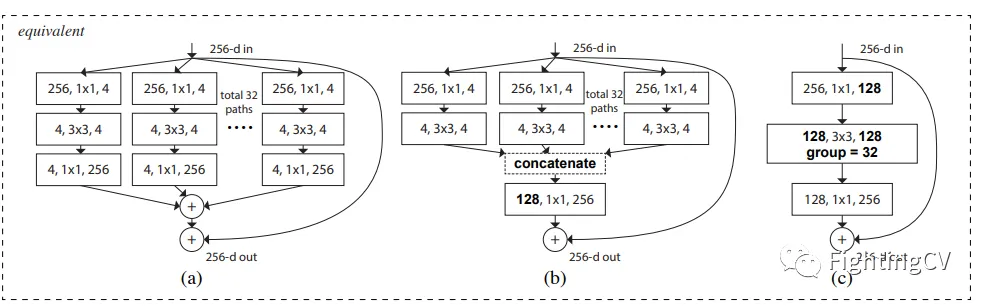 equivalent
256-d in
256, 1x1, 4
256, 1x1, 4
256, 1x1, 4
total 32
paths
4, 3x3, 4
4, 3x3, 4
4, 3x3, 4
4, 1x1, 256
4, 1x1, 256
4, 1x1, 256
+
+
256-d out
(a)
256-d in
256, 1x1, 4
256, 1x1, 4
256, 1x1, 4
total 32
paths
4, 3x3, 4
4, 3x3, 4
4, 3x3, 4
concatenate
128, 1x1, 256
+
256-d out
(b)
256-d in
256, 1x1, 128
128, 3x3, 128
group = 32
128, 1x1, 256
+
FightingCV
(c)